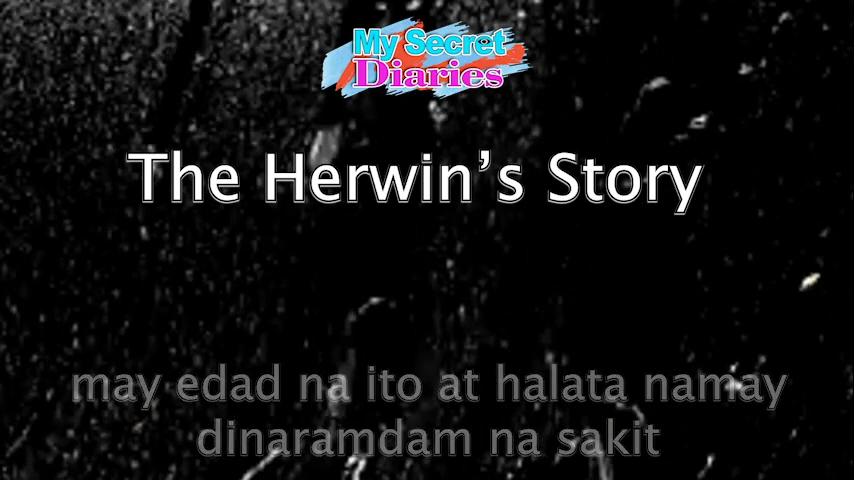 My Secret
Diaries
The Herwin’s Story
may edad na ito at halata namay
dinaramdam na sakit